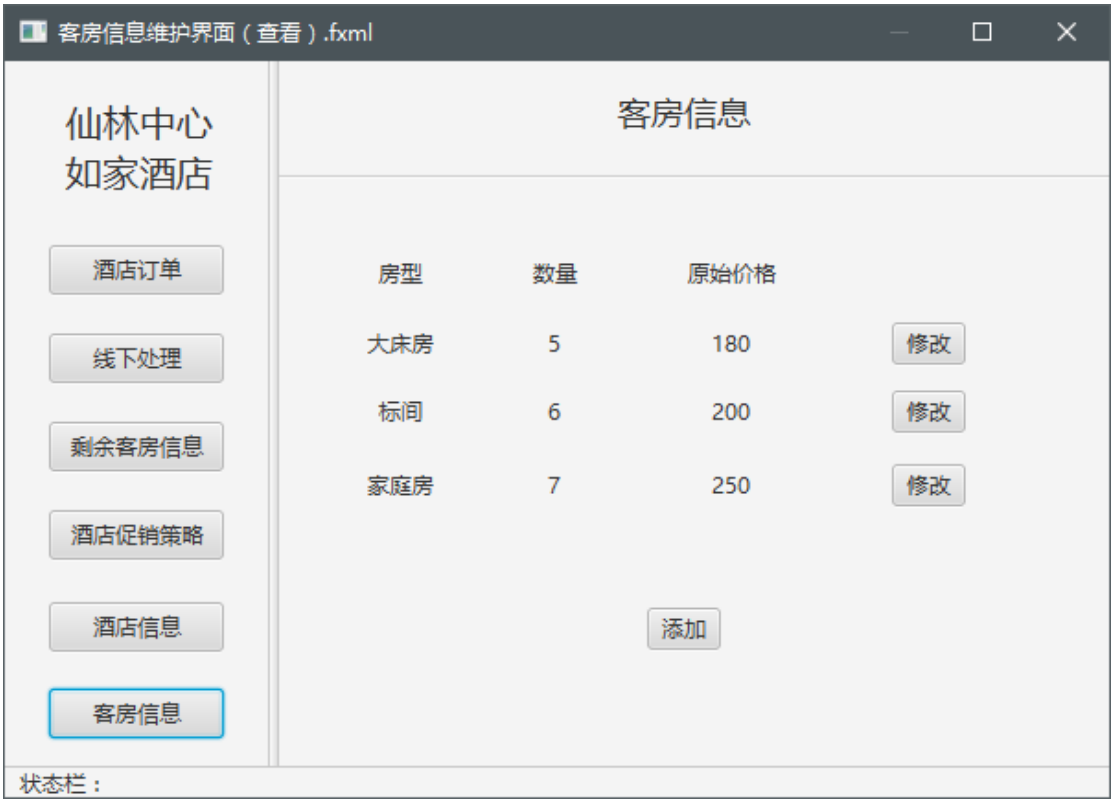 客房信息维护界面（查看）.fxml
仙林中心
如家酒店
酒店订单
线下处理
剩余客房信息
酒店促销策略
酒店信息
客房信息
客房信息
房型 数量 原始价格
大床房 5 180 修改
标间 6 200 修改
家庭房 7 250 修改
添加
状态栏：